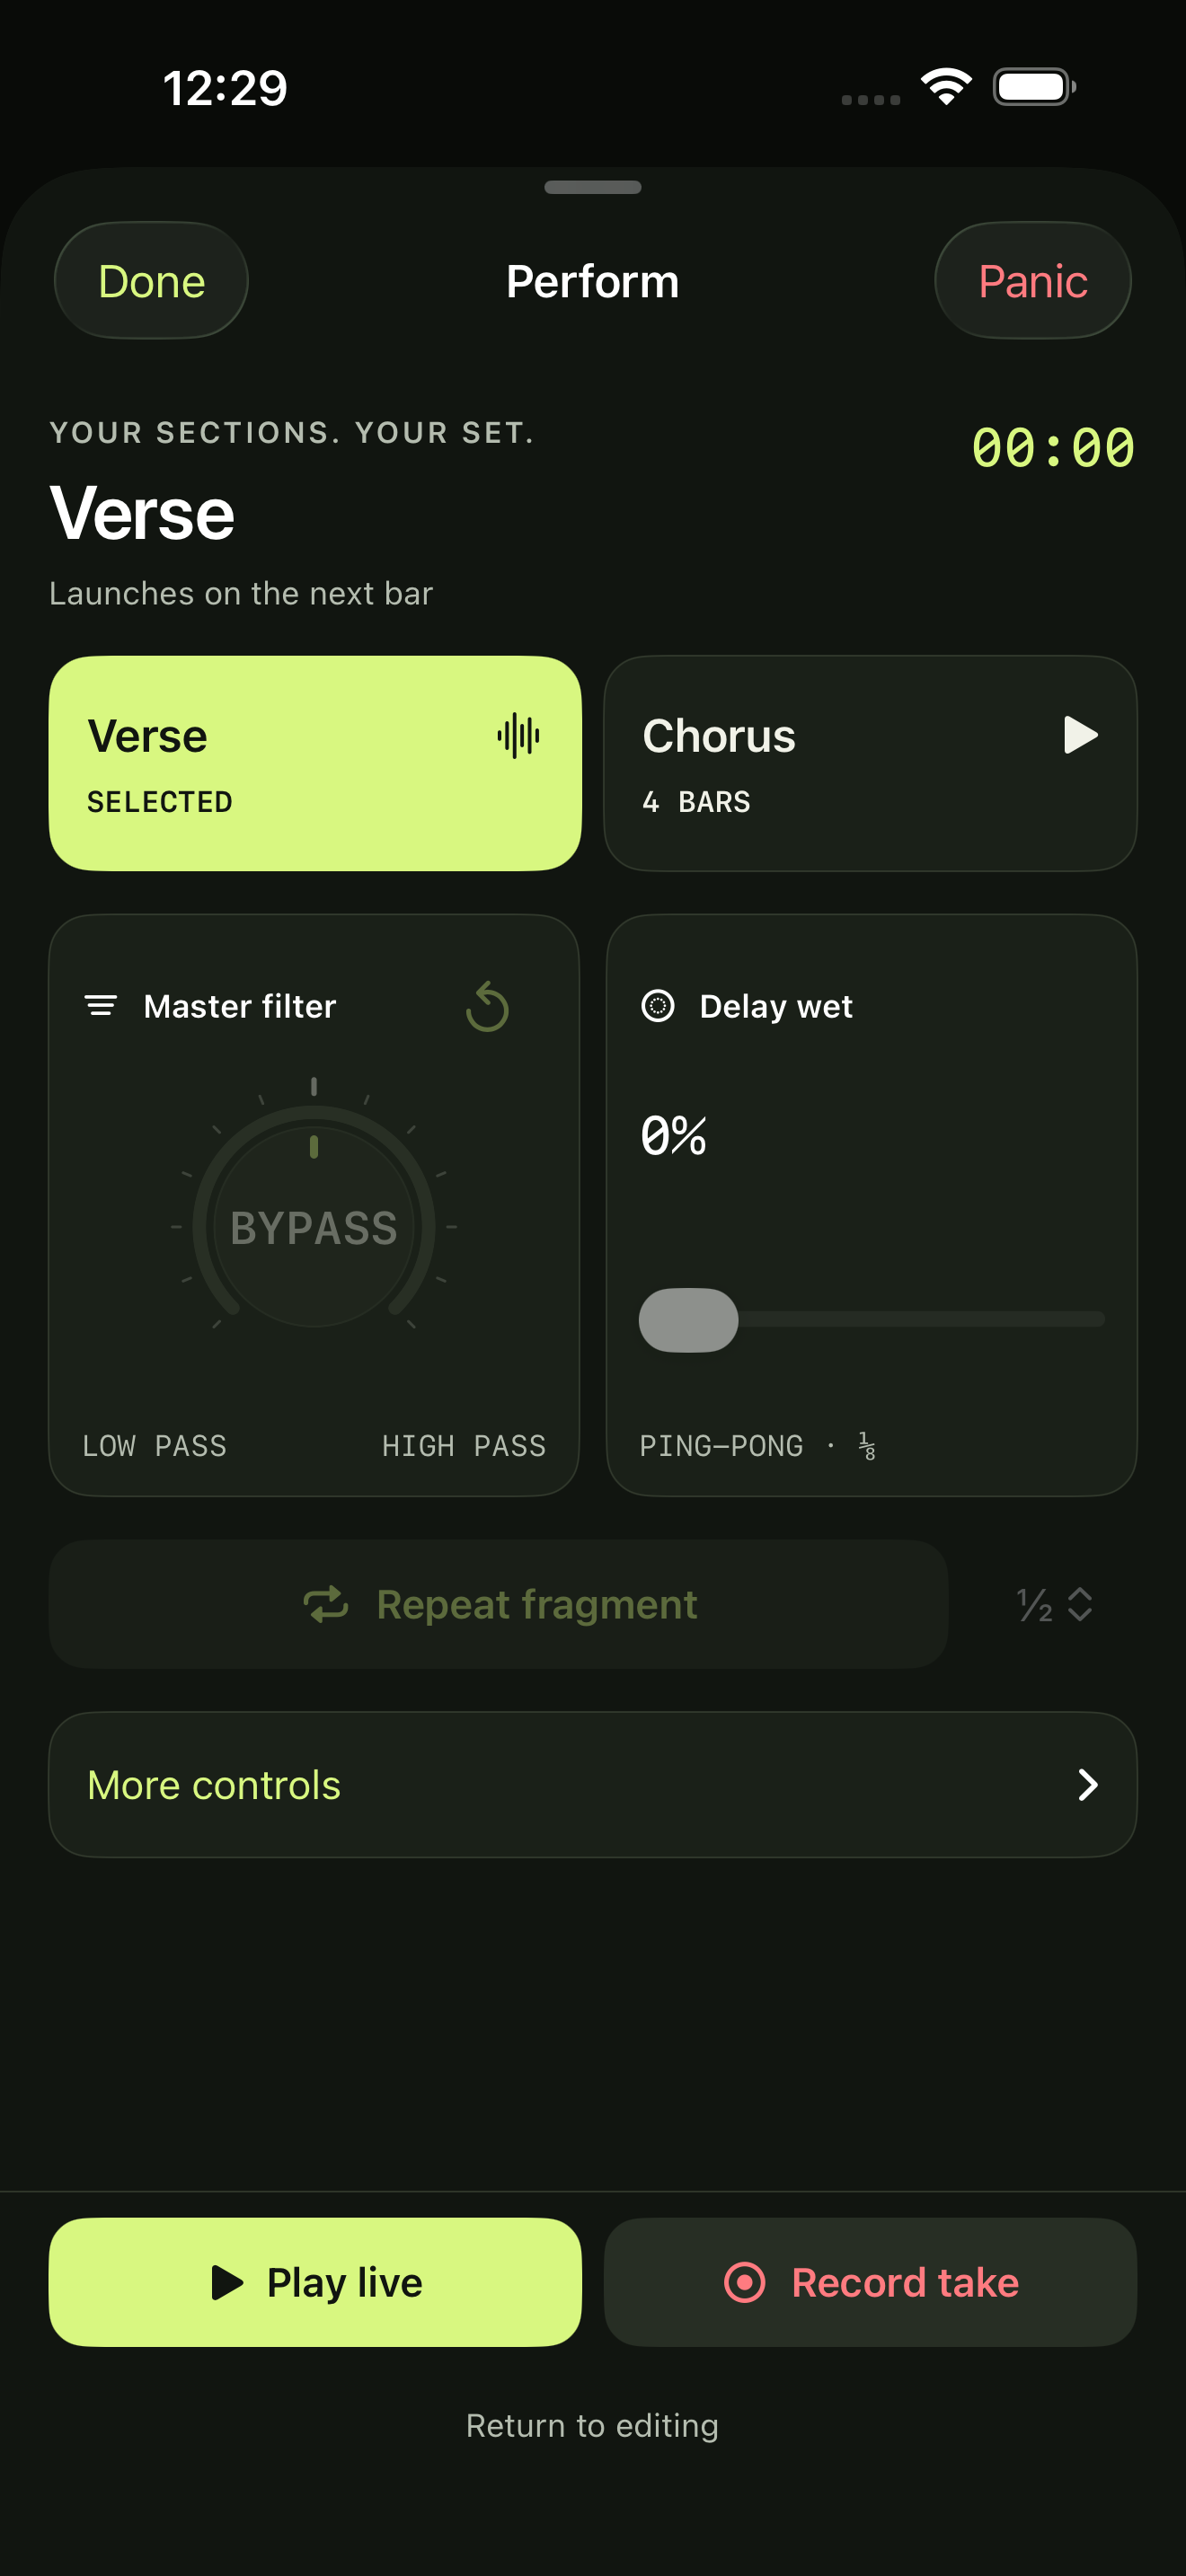 12:29
Done
Perform
Panic
YOUR SECTIONS. YOUR SET.
00:00
Verse
Launches on the next bar
Verse
SELECTED
Chorus
4 BARS
Master filter
BYPASS
LOW PASS
HIGH PASS
Delay wet
0%
PING–PONG · ⅛
Repeat fragment
½
More controls
Play live
Record take
Return to editing